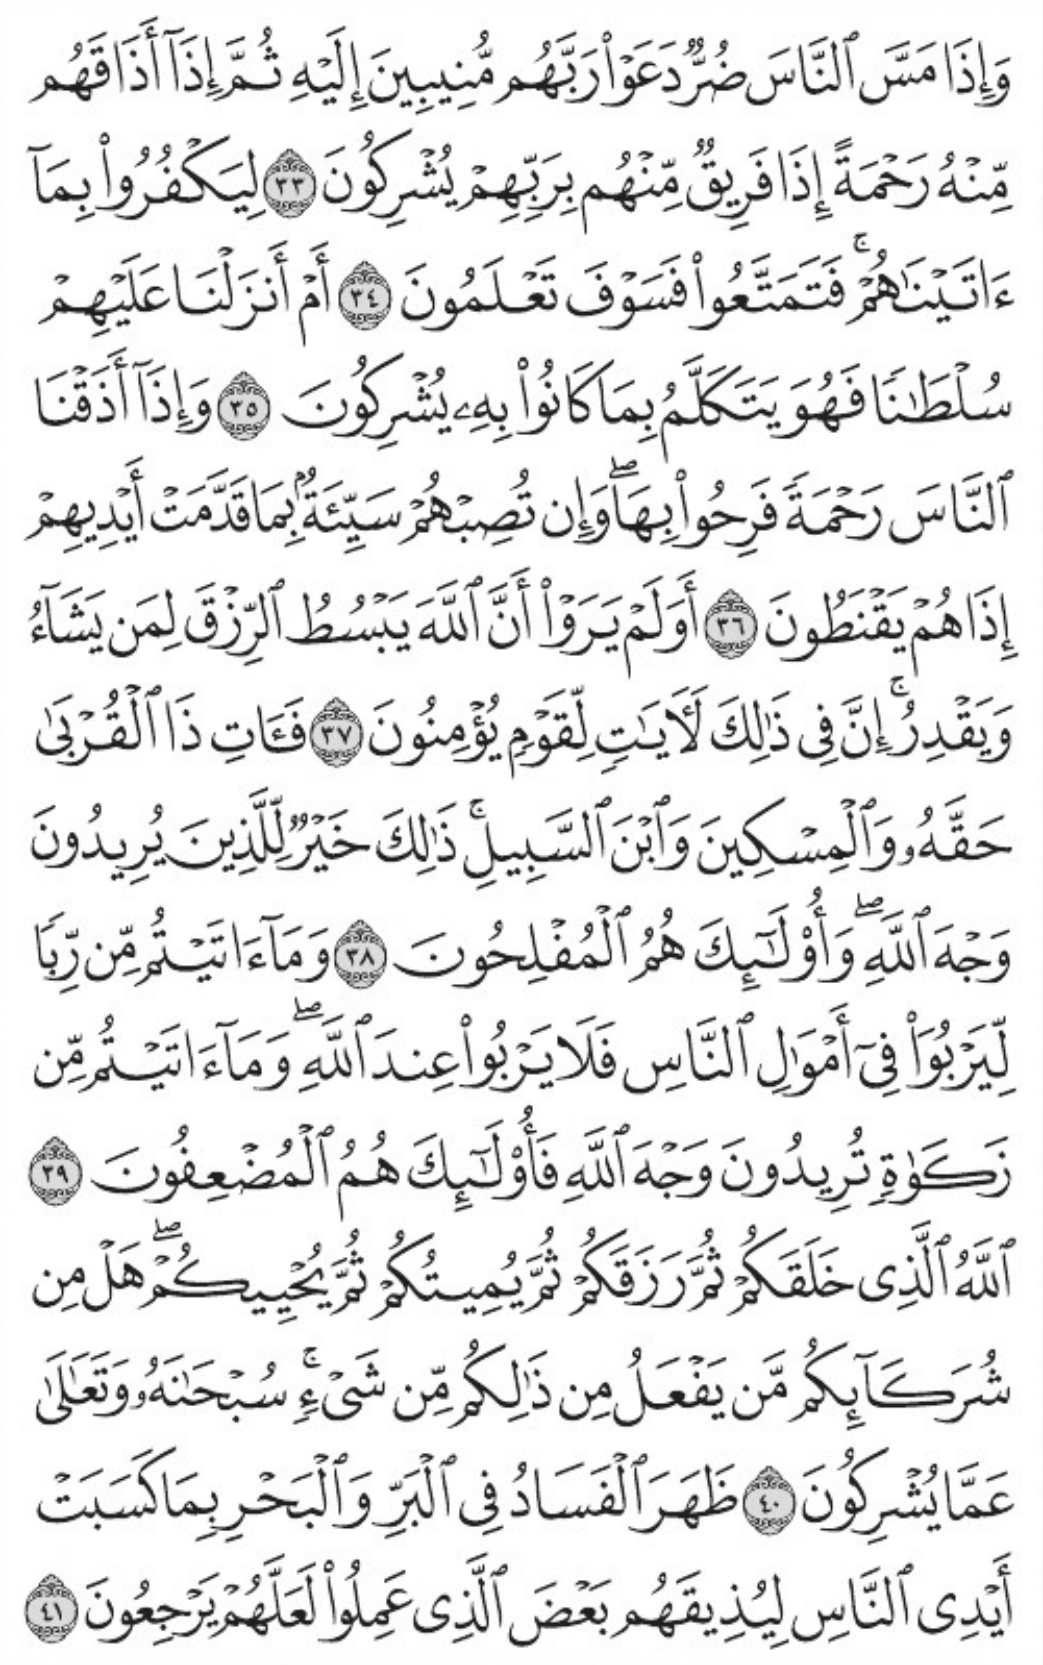 وَإِذَا مَسَّ ٱلنَّاسَ ضُرٌّ دَعَوۡاْ رَبَّهُم مُّنِيبِينَ إِلَيۡهِ ثُمَّ إِذَآ أَذَاقَهُم
مِّنۡهُ رَحۡمَةً إِذَا فَرِيقٞ مِّنۡهُم بِرَبِّهِمۡ يُشۡرِكُونَ ٣٣ لِيَكۡفُرُواْ بِمَآ
ءَاتَيۡنَٰهُمۡۚ فَتَمَتَّعُواْ فَسَوۡفَ تَعۡلَمُونَ ٣٤ أَمۡ أَنزَلۡنَا عَلَيۡهِمۡ
سُلۡطَٰنٗا فَهُوَ يَتَكَلَّمُ بِمَا كَانُواْ بِهِۦ يُشۡرِكُونَ ٣٥ وَإِذَآ أَذَقۡنَا
ٱلنَّاسَ رَحۡمَةٗ فَرِحُواْ بِهَاۖ وَإِن تُصِبۡهُمۡ سَيِّئَةُۢ بِمَا قَدَّمَتۡ أَيۡدِيهِمۡ
إِذَا هُمۡ يَقۡنَطُونَ ٣٦ أَوَلَمۡ يَرَوۡاْ أَنَّ ٱللَّهَ يَبۡسُطُ ٱلرِّزۡقَ لِمَن يَشَآءُ
وَيَقۡدِرُۚ إِنَّ فِي ذَٰلِكَ لَأٓيَٰتٖ لِّقَوۡمٖ يُؤۡمِنُونَ ٣٧ فَـَٔاتِ ذَا ٱلۡقُرۡبَىٰ
حَقَّهُۥ وَٱلۡمِسۡكِينَ وَٱبۡنَ ٱلسَّبِيلِۚ ذَٰلِكَ خَيۡرٞ لِّلَّذِينَ يُرِيدُونَ
وَجۡهَ ٱللَّهِۖ وَأُوْلَٰٓئِكَ هُمُ ٱلۡمُفۡلِحُونَ ٣٨ وَمَآ ءَاتَيۡتُم مِّن رِّبٗا
لِّيَرۡبُوَاْ فِيٓ أَمۡوَٰلِ ٱلنَّاسِ فَلَا يَرۡبُواْ عِندَ ٱللَّهِۖ وَمَآ ءَاتَيۡتُم مِّن
زَكَوٰةٖ تُرِيدُونَ وَجۡهَ ٱللَّهِ فَأُوْلَٰٓئِكَ هُمُ ٱلۡمُضۡعِفُونَ ٣٩
ٱللَّهُ ٱلَّذِي خَلَقَكُمۡ ثُمَّ رَزَقَكُمۡ ثُمَّ يُمِيتُكُمۡ ثُمَّ يُحۡيِيكُمۡۖ هَلۡ مِن
شُرَكَآئِكُم مَّن يَفۡعَلُ مِن ذَٰلِكُم مِّن شَيۡءٖۚ سُبۡحَٰنَهُۥ وَتَعَٰلَىٰ
عَمَّا يُشۡرِكُونَ ٤٠ ظَهَرَ ٱلۡفَسَادُ فِي ٱلۡبَرِّ وَٱلۡبَحۡرِ بِمَا كَسَبَتۡ
أَيۡدِي ٱلنَّاسِ لِيُذِيقَهُم بَعۡضَ ٱلَّذِي عَمِلُواْ لَعَلَّهُمۡ يَرۡجِعُونَ ٤١